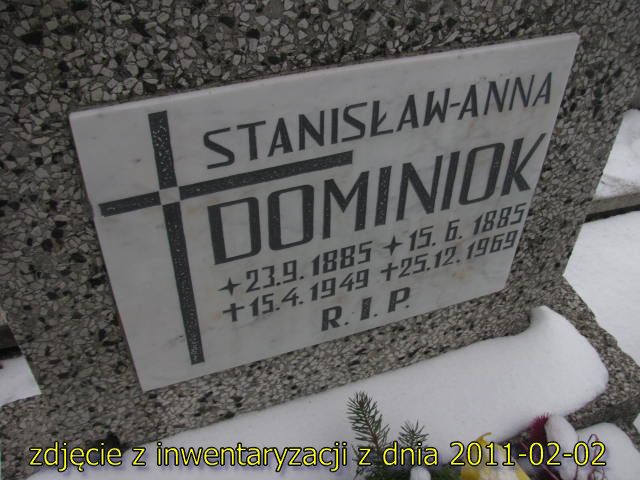 STANISŁAW-ANNA
DOMINIOK
+23.9.1885 +15.6.1885
+15.4.1949 +25.12.1969
R.I.P.
zdjęcie z inwentaryzacji z dnia 2011-02-02